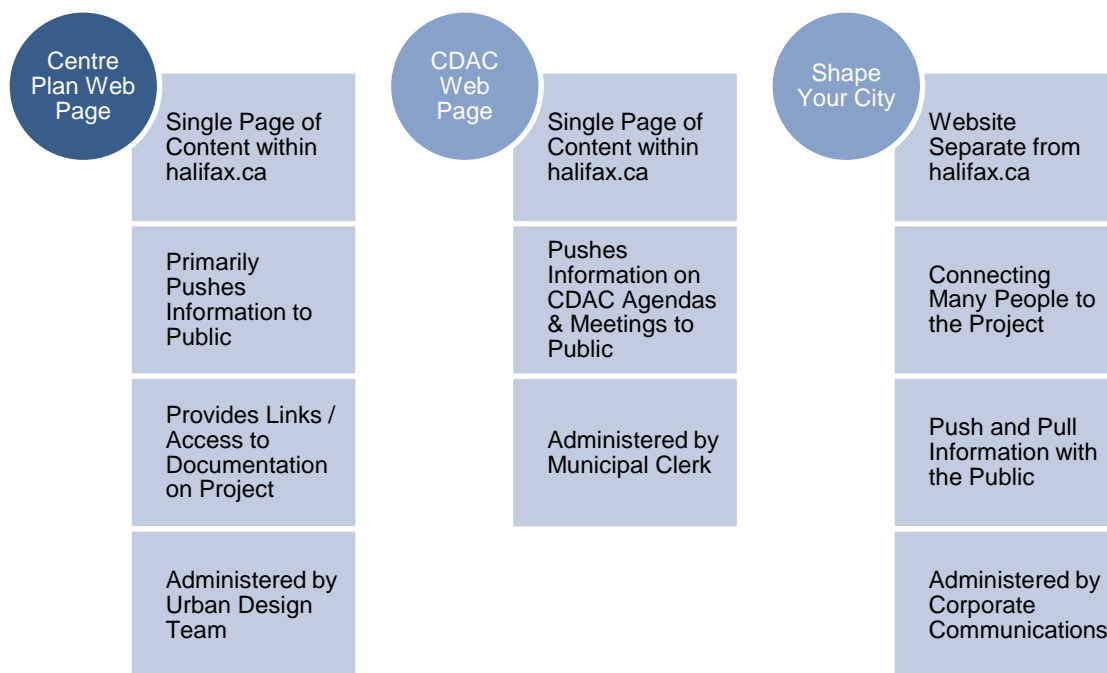 Centre
Plan Web
Page
Single Page of
Content within
halifax.ca
Primarily
Pushes
Information to
Public
Provides Links /
Access to
Documentation
on Project
Administered by
Urban Design
Team
CDAC
Web
Page
Single Page of
Content within
halifax.ca
Pushes
Information on
CDAC Agendas
& Meetings to
Public
Administered by
Municipal Clerk
Shape
Your City
Website
Separate from
halifax.ca
Connecting
Many People to
the Project
Push and Pull
Information with
the Public
Administered by
Corporate
Communications